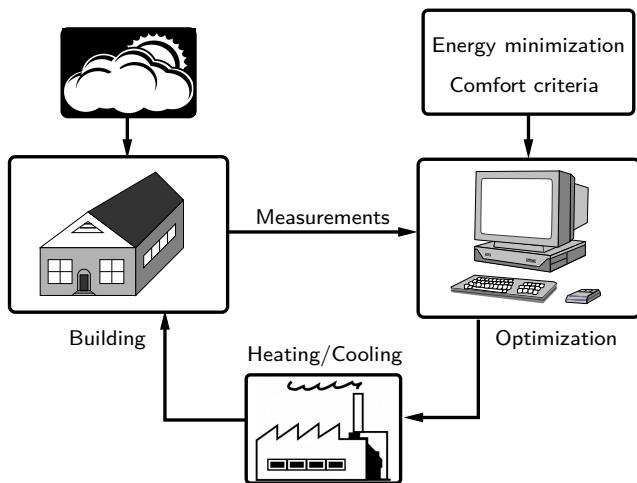 Energy minimization
Comfort criteria
Measurements
Building
Optimization
Heating/Cooling